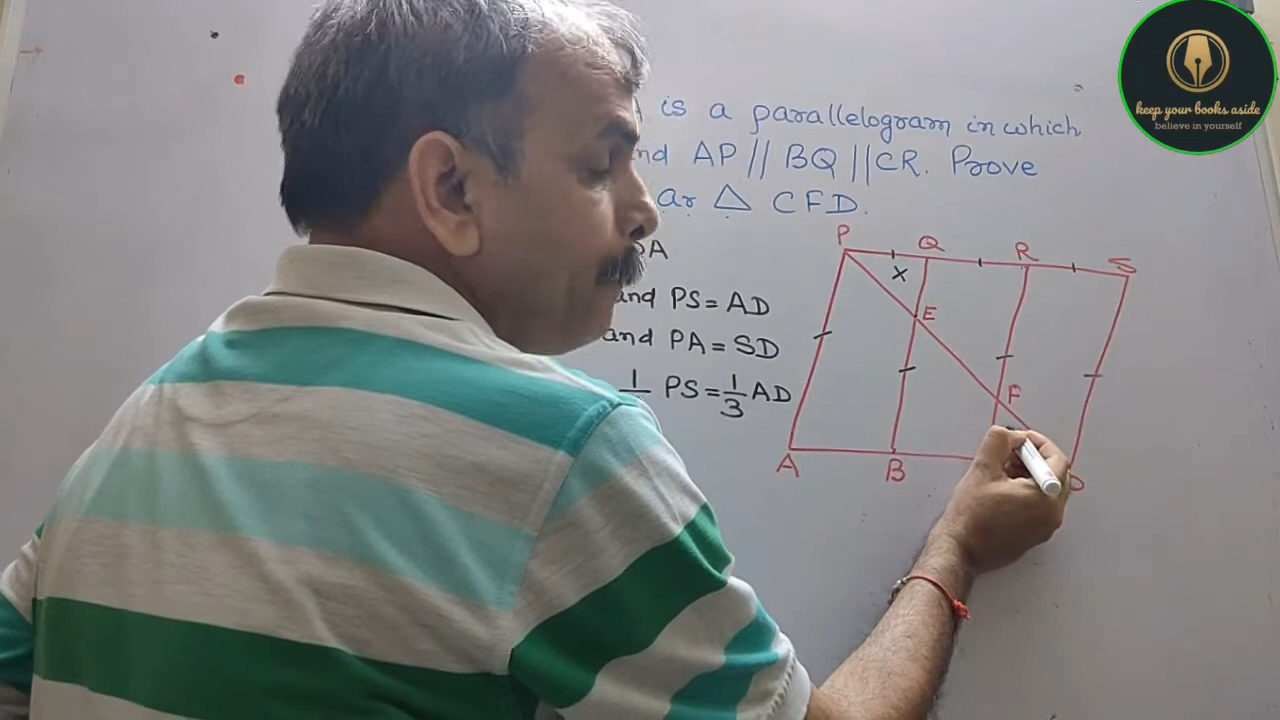 is a parallelogram in which
nd AP // BQ // CR. Prove
ar △ CFD.
DA
and PS = AD
and PA = SD
PS = 1/3 AD
P Q R S
x
E
F
A B D
keep your books aside
believe in yourself